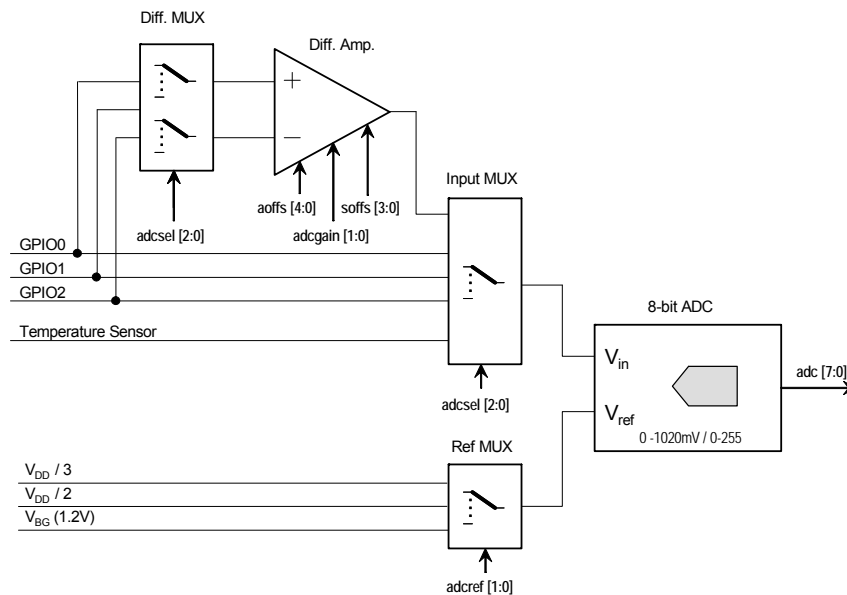 Diff. MUX
Diff. Amp.
+
−
aoffs [4:0]
soffs [3:0]
adcgain [1:0]
adcsel [2:0]
Input MUX
GPIO0
GPIO1
GPIO2
Temperature Sensor
adcsel [2:0]
8-bit ADC
Vin
Vref
adc [7:0]
0 -1020mV / 0-255
Ref MUX
VDD / 3
VDD / 2
VBG (1.2V)
adcref [1:0]